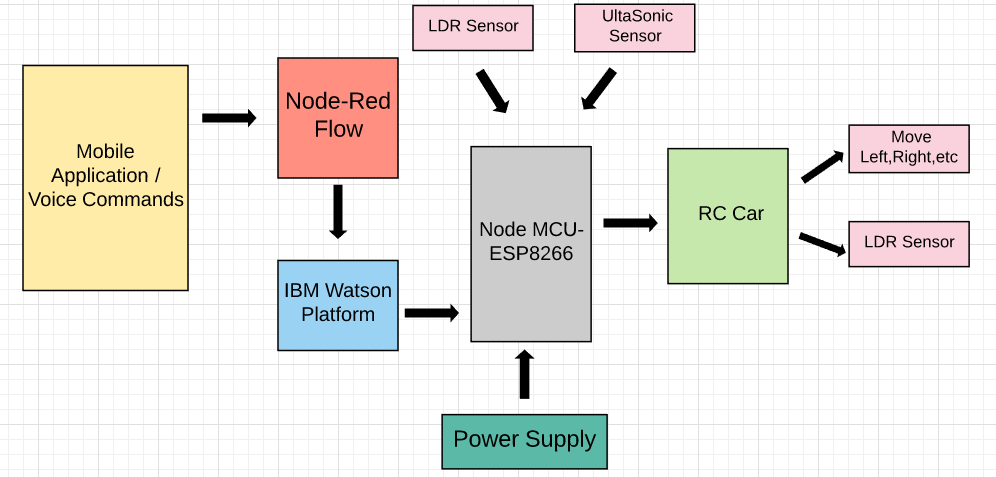 LDR Sensor
UltaSonic
Sensor
Mobile
Application /
Voice Commands
Node-Red
Flow
IBM Watson
Platform
Node MCU-
ESP8266
RC Car
Move
Left,Right,etc
LDR Sensor
Power Supply